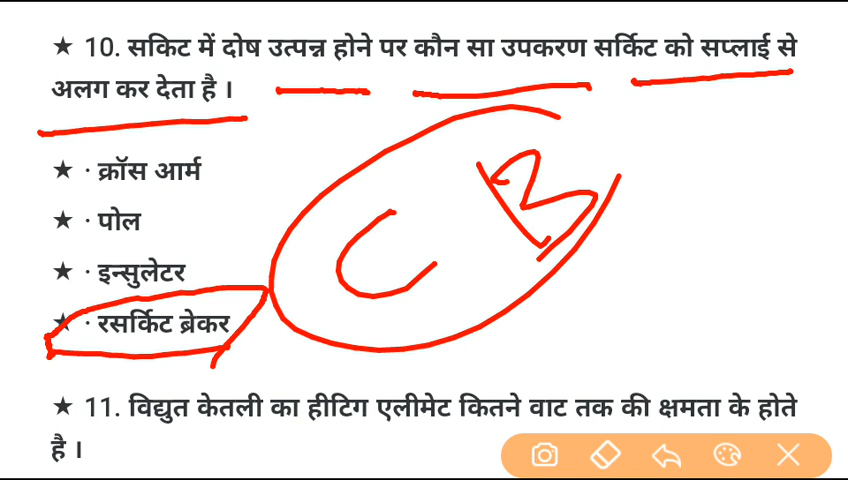 ★ 10. सकिट में दोष उत्पन्न होने पर कौन सा उपकरण सर्किट को सप्लाई से
अलग कर देता है ।
★ · क्रॉस आर्म
★ · पोल
★ · इन्सुलेटर
★ · रसर्किट ब्रेकर
C B
★ 11. विद्युत केतली का हीटिग एलीमेट कितने वाट तक की क्षमता के होते
है ।